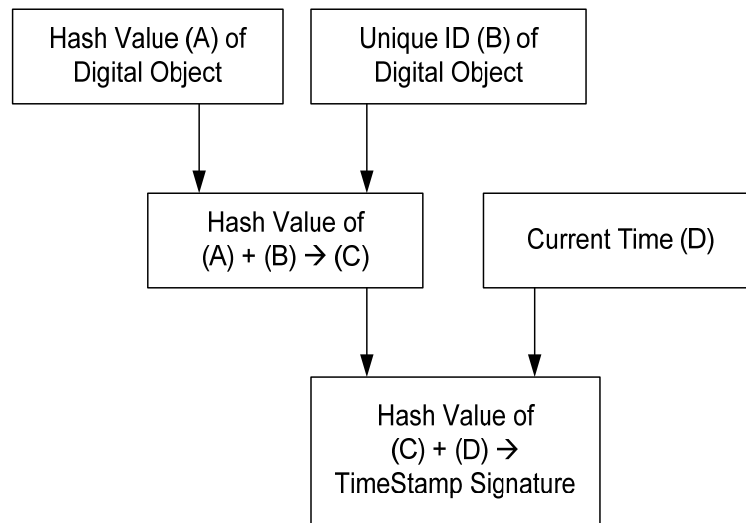 Hash Value (A) of
Digital Object
Unique ID (B) of
Digital Object
Hash Value of
(A) + (B) → (C)
Current Time (D)
Hash Value of
(C) + (D) →
TimeStamp Signature